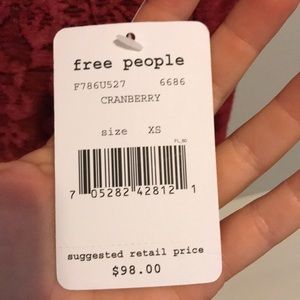 free people
F786U527 6686
CRANBERRY
size XS
7 05282 42812 1
suggested retail price
$98.00